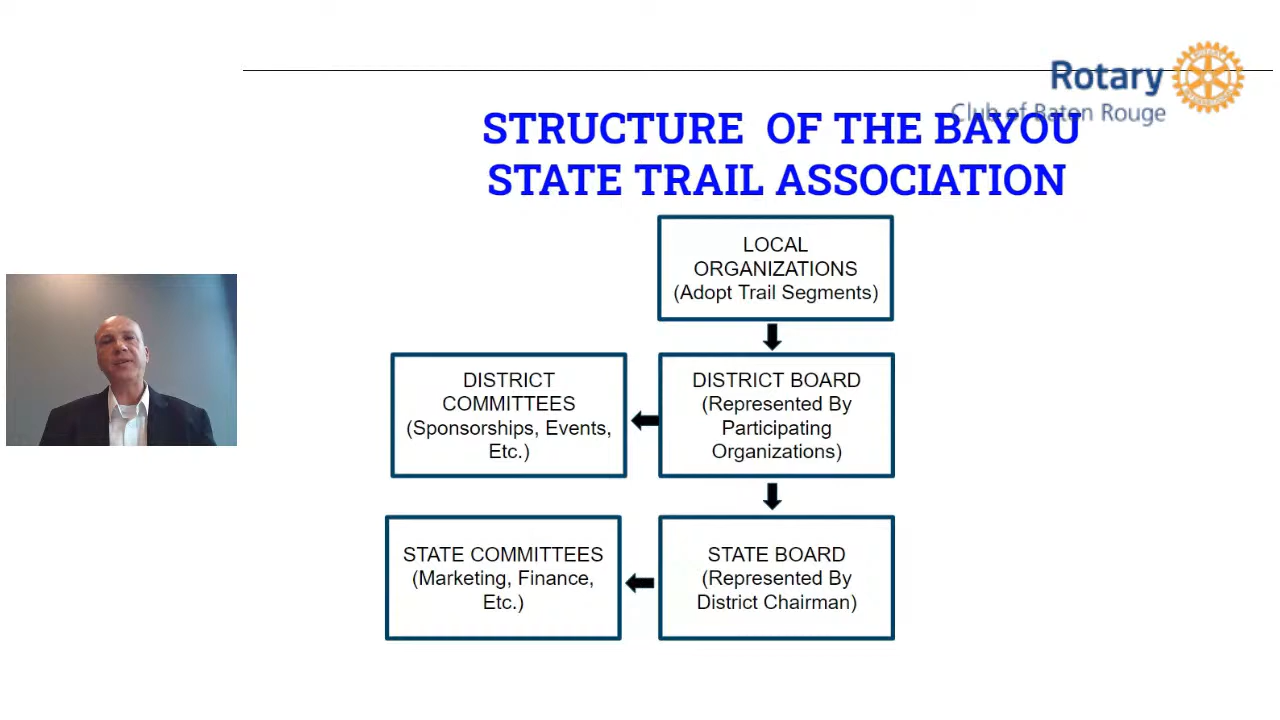 Rotary
Club of Baton Rouge
STRUCTURE OF THE BAYOU
STATE TRAIL ASSOCIATION
LOCAL
ORGANIZATIONS
(Adopt Trail Segments)
DISTRICT
COMMITTEES
(Sponsorships, Events,
Etc.)
DISTRICT BOARD
(Represented By
Participating
Organizations)
STATE COMMITTEES
(Marketing, Finance,
Etc.)
STATE BOARD
(Represented By
District Chairman)